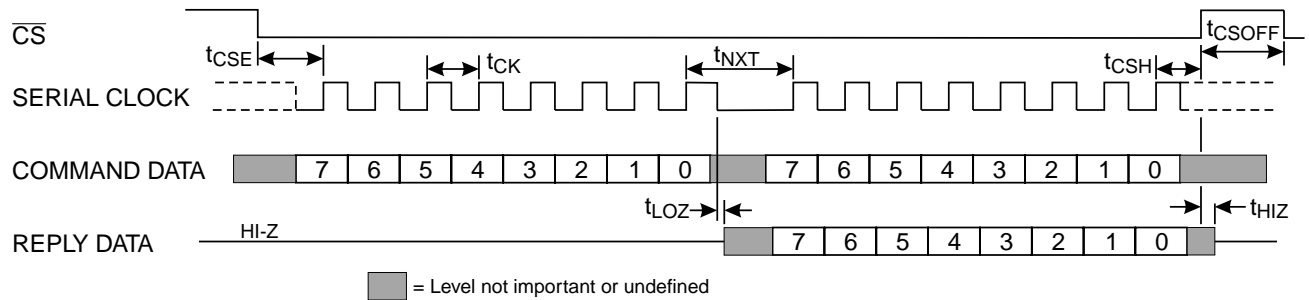 CS
tCSOFF
tCSE
tCK
tNXT
tCSH
SERIAL CLOCK
COMMAND DATA
7 6 5 4 3 2 1 0
7 6 5 4 3 2 1 0
tLOZ
tHIZ
REPLY DATA
HI-Z
7 6 5 4 3 2 1 0
= Level not important or undefined